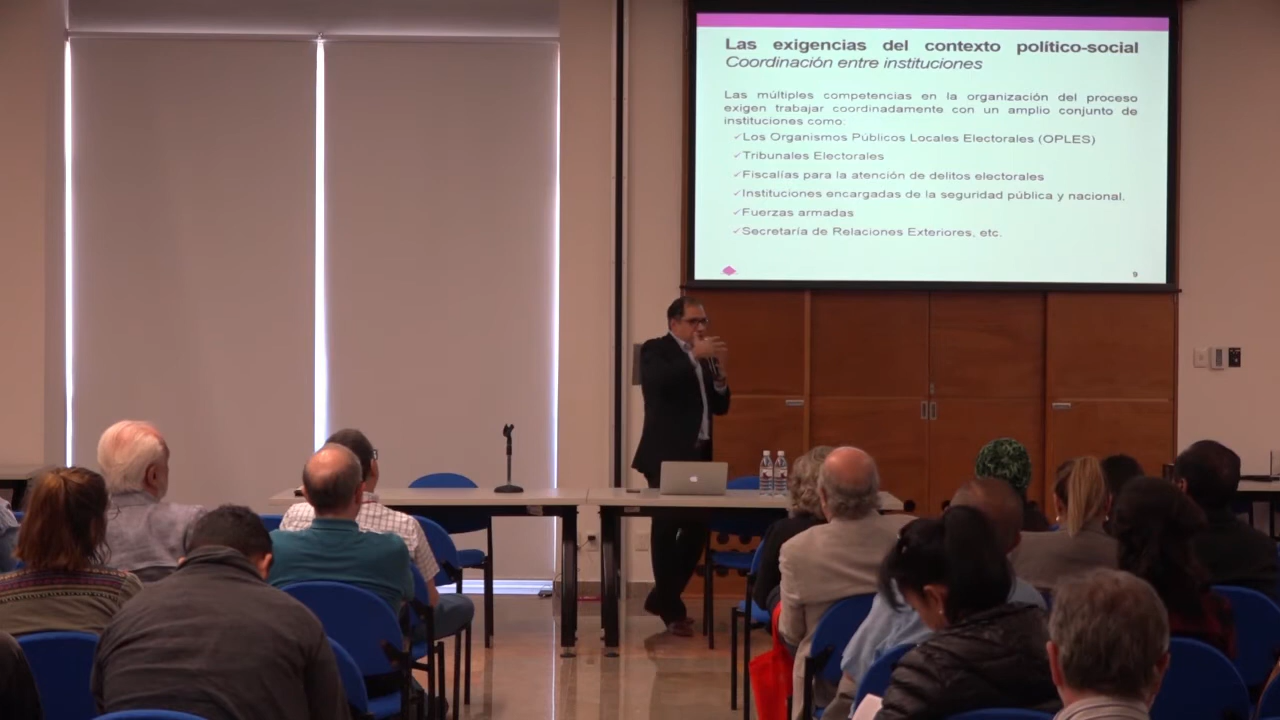 Las exigencias del contexto político-social
Coordinación entre instituciones
Las múltiples competencias en la organización del proceso
exigen trabajar coordinadamente con un amplio conjunto de
instituciones como:
✓Los Organismos Públicos Locales Electorales (OPLES)
✓Tribunales Electorales
✓Fiscalías para la atención de delitos electorales
✓Instituciones encargadas de la seguridad pública y nacional,
✓Fuerzas armadas
✓Secretaría de Relaciones Exteriores, etc.
9